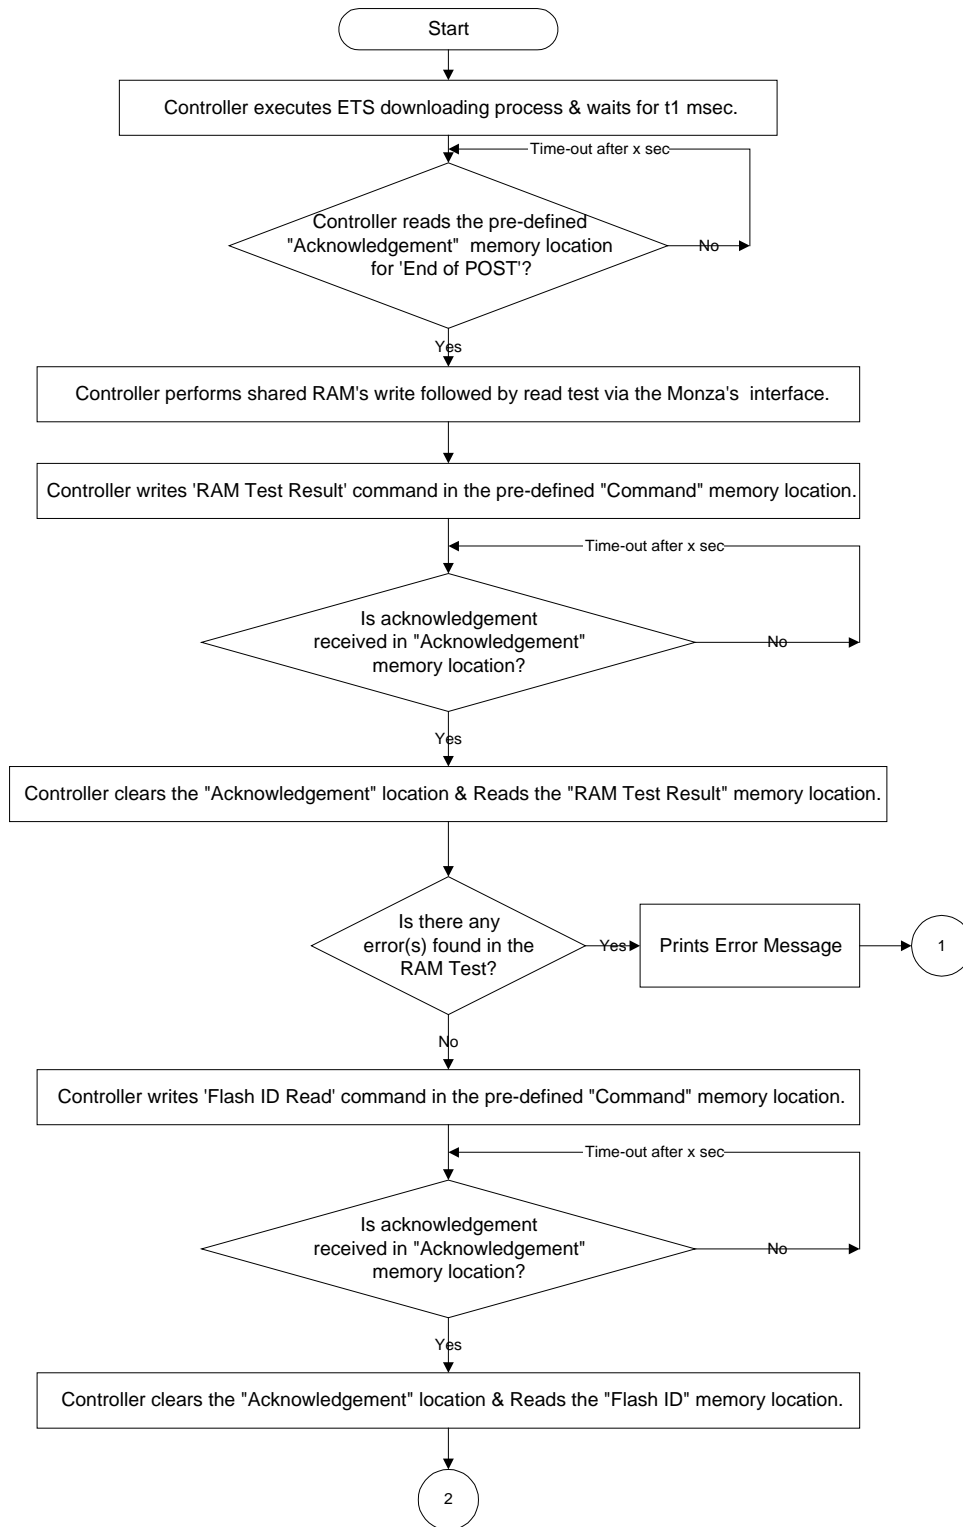 Start
Controller executes ETS downloading process & waits for t1 msec.
Time-out after x sec
Controller reads the pre-defined
"Acknowledgement" memory location
for 'End of POST'?
No
Yes
Controller performs shared RAM's write followed by read test via the Monza's interface.
Controller writes 'RAM Test Result' command in the pre-defined "Command" memory location.
Time-out after x sec
Is acknowledgement
received in "Acknowledgement"
memory location?
No
Yes
Controller clears the "Acknowledgement" location & Reads the "RAM Test Result" memory location.
Is there any
error(s) found in the
RAM Test?
Yes
Prints Error Message
1
No
Controller writes 'Flash ID Read' command in the pre-defined "Command" memory location.
Time-out after x sec
Is acknowledgement
received in "Acknowledgement"
memory location?
No
Yes
Controller clears the "Acknowledgement" location & Reads the "Flash ID" memory location.
2